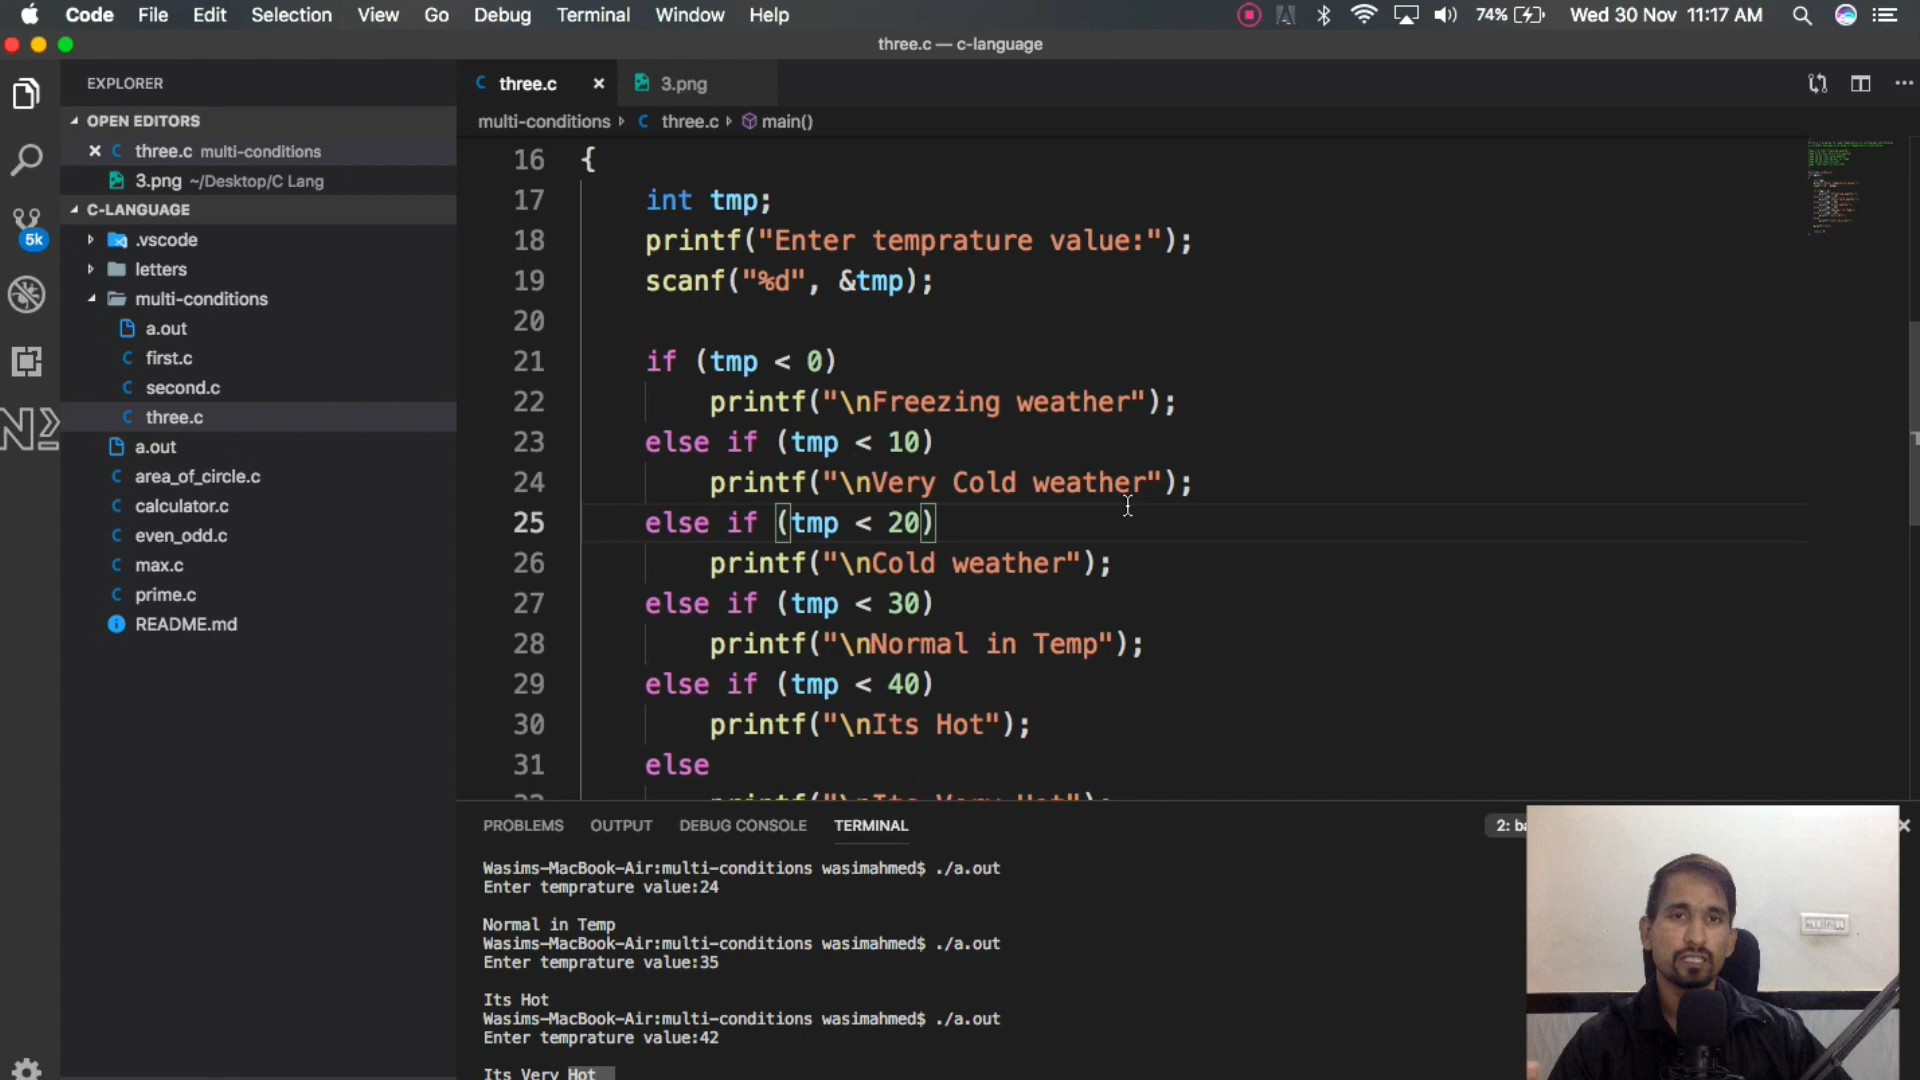 Code File Edit Selection View Go Debug Terminal Window Help 74% Wed 30 Nov 11:17 AM
three.c — c-language
EXPLORER
OPEN EDITORS
three.c multi-conditions
3.png ~/Desktop/C Lang
C-LANGUAGE
.vscode
letters
multi-conditions
a.out
first.c
second.c
three.c
a.out
area_of_circle.c
calculator.c
even_odd.c
max.c
prime.c
README.md
5k
three.c 3.png
multi-conditions three.c main()
16 {
17 int tmp;
18 printf("Enter temprature value:");
19 scanf("%d", &tmp);
20
21 if (tmp < 0)
22 printf("\nFreezing weather");
23 else if (tmp < 10)
24 printf("\nVery Cold weather");
25 else if (tmp < 20)
26 printf("\nCold weather");
27 else if (tmp < 30)
28 printf("\nNormal in Temp");
29 else if (tmp < 40)
30 printf("\nIts Hot");
31 else
printf("\nIts Very Hot");
PROBLEMS OUTPUT DEBUG CONSOLE TERMINAL 2: ba
Wasims-MacBook-Air:multi-conditions wasimahmed$ ./a.out
Enter temprature value:24
Normal in Temp
Wasims-MacBook-Air:multi-conditions wasimahmed$ ./a.out
Enter temprature value:35
Its Hot
Wasims-MacBook-Air:multi-conditions wasimahmed$ ./a.out
Enter temprature value:42
Its Very Hot